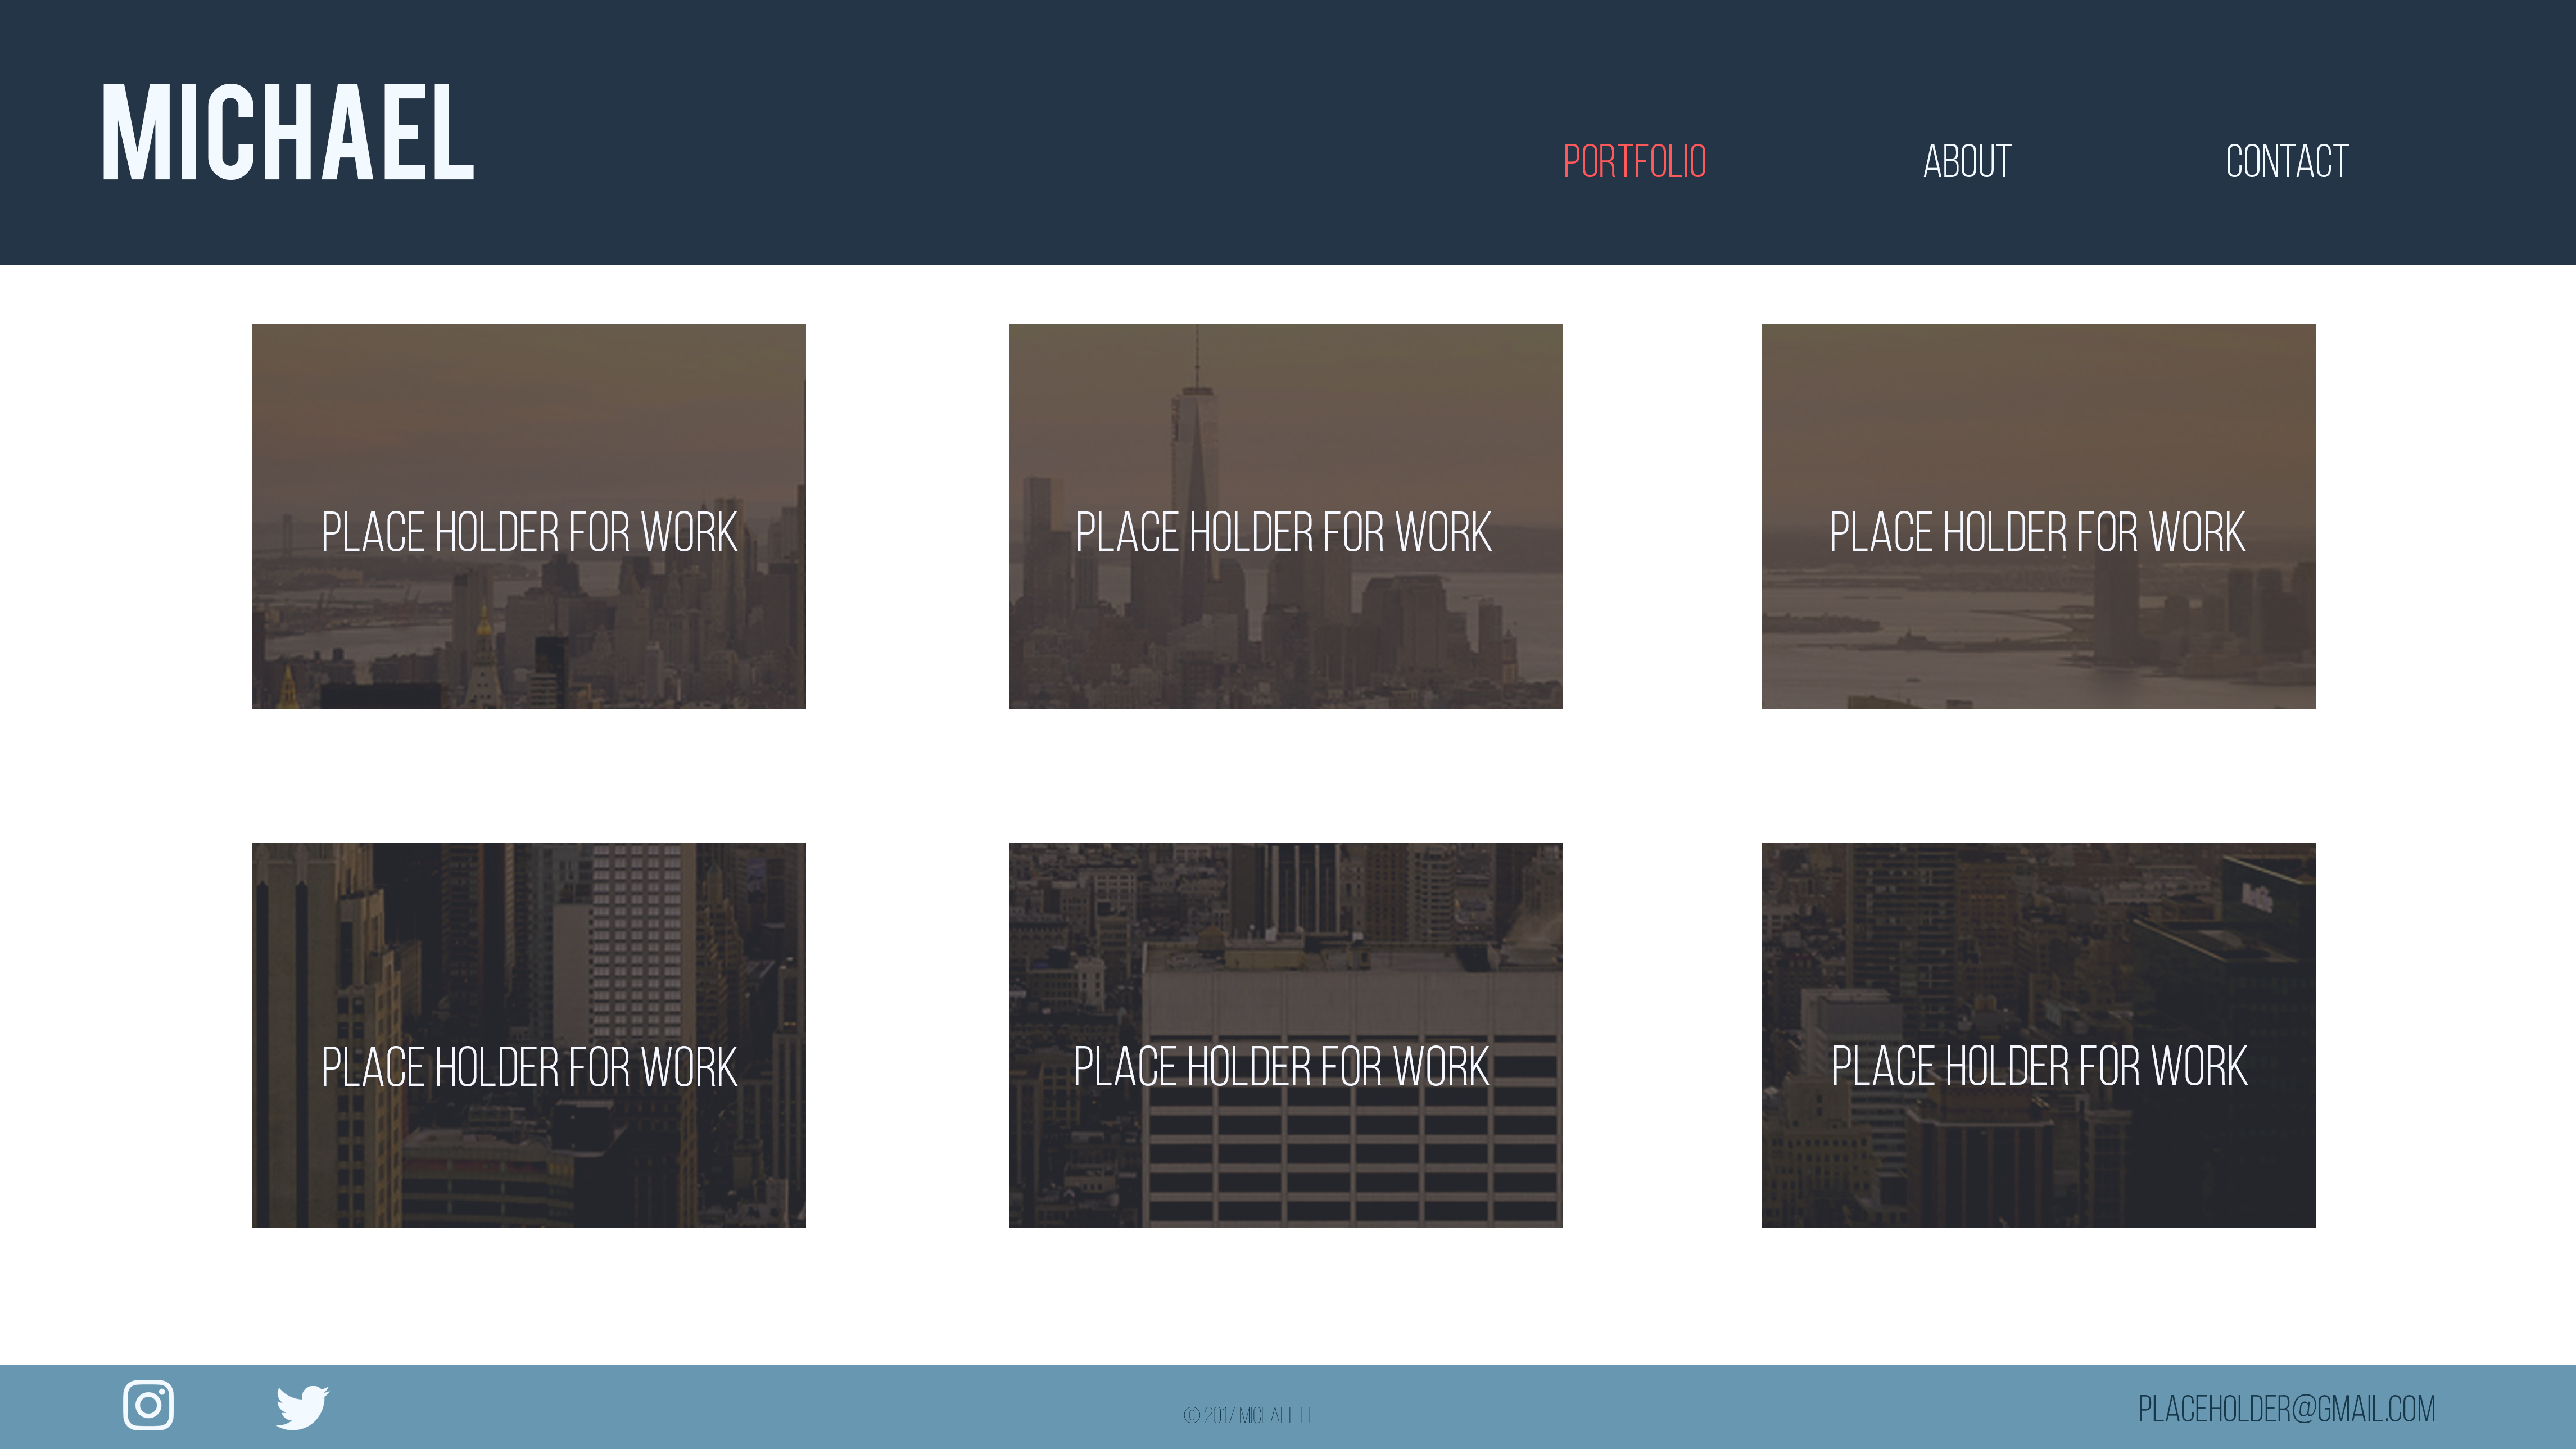 MICHAEL
PORTFOLIO ABOUT CONTACT
PLACE HOLDER FOR WORK PLACE HOLDER FOR WORK PLACE HOLDER FOR WORK
PLACE HOLDER FOR WORK PLACE HOLDER FOR WORK PLACE HOLDER FOR WORK
© 2017 MICHAEL LI
PLACEHOLDER@GMAIL.COM